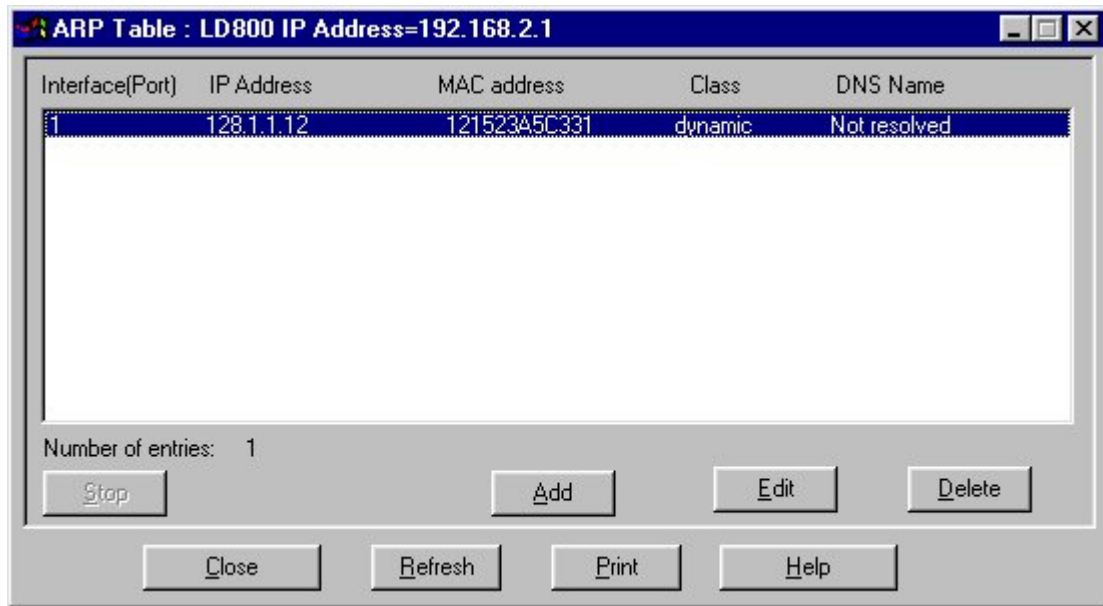 ARP Table : LD800 IP Address=192.168.2.1
Interface(Port) IP Address MAC address Class DNS Name
1 128.1.1.12 121523A5C331 dynamic Not resolved
Number of entries: 1
Stop Add Edit Delete
Close Refresh Print Help